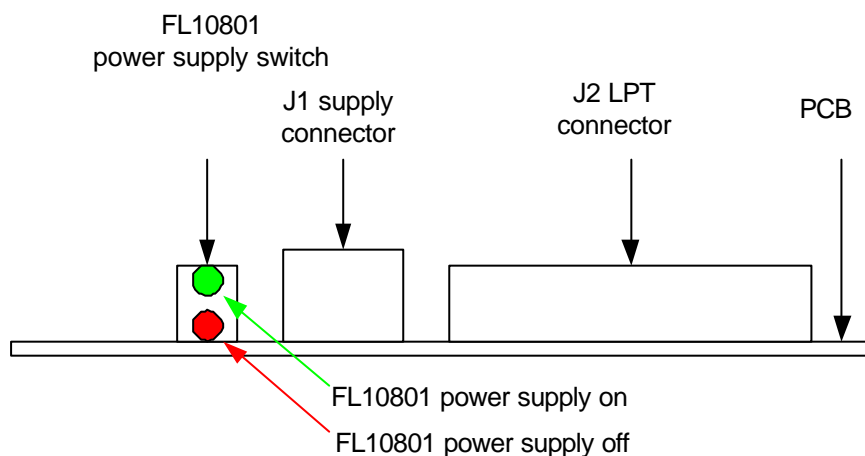 FL10801
power supply switch
J1 supply
connector
J2 LPT
connector
PCB
FL10801 power supply on
FL10801 power supply off